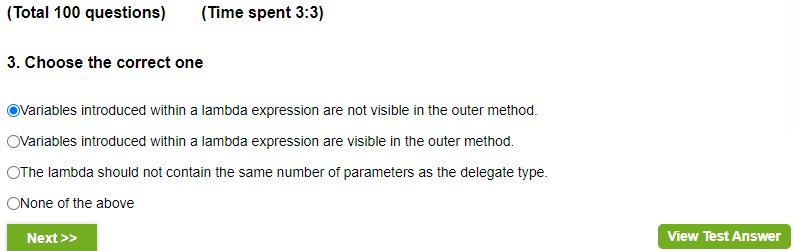 (Total 100 questions) (Time spent 3:3)
3. Choose the correct one
Variables introduced within a lambda expression are not visible in the outer method.
Variables introduced within a lambda expression are visible in the outer method.
The lambda should not contain the same number of parameters as the delegate type.
None of the above
Next >> View Test Answer